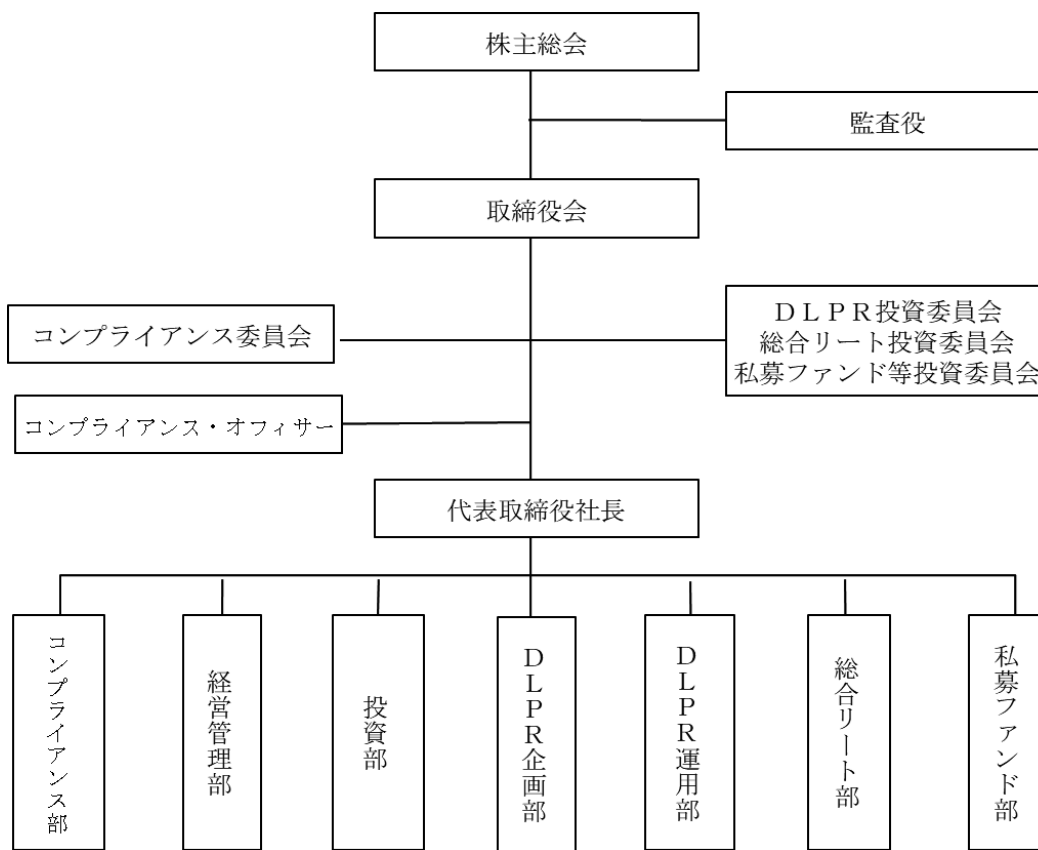 株主総会
監査役
取締役会
コンプライアンス委員会
ＤＬＰＲ投資委員会
総合リート投資委員会
私募ファンド等投資委員会
コンプライアンス・オフィサー
代表取締役社長
コンプライアンス部
経営管理部
投資部
ＤＬＰＲ企画部
ＤＬＰＲ運用部
総合リート部
私募ファンド部